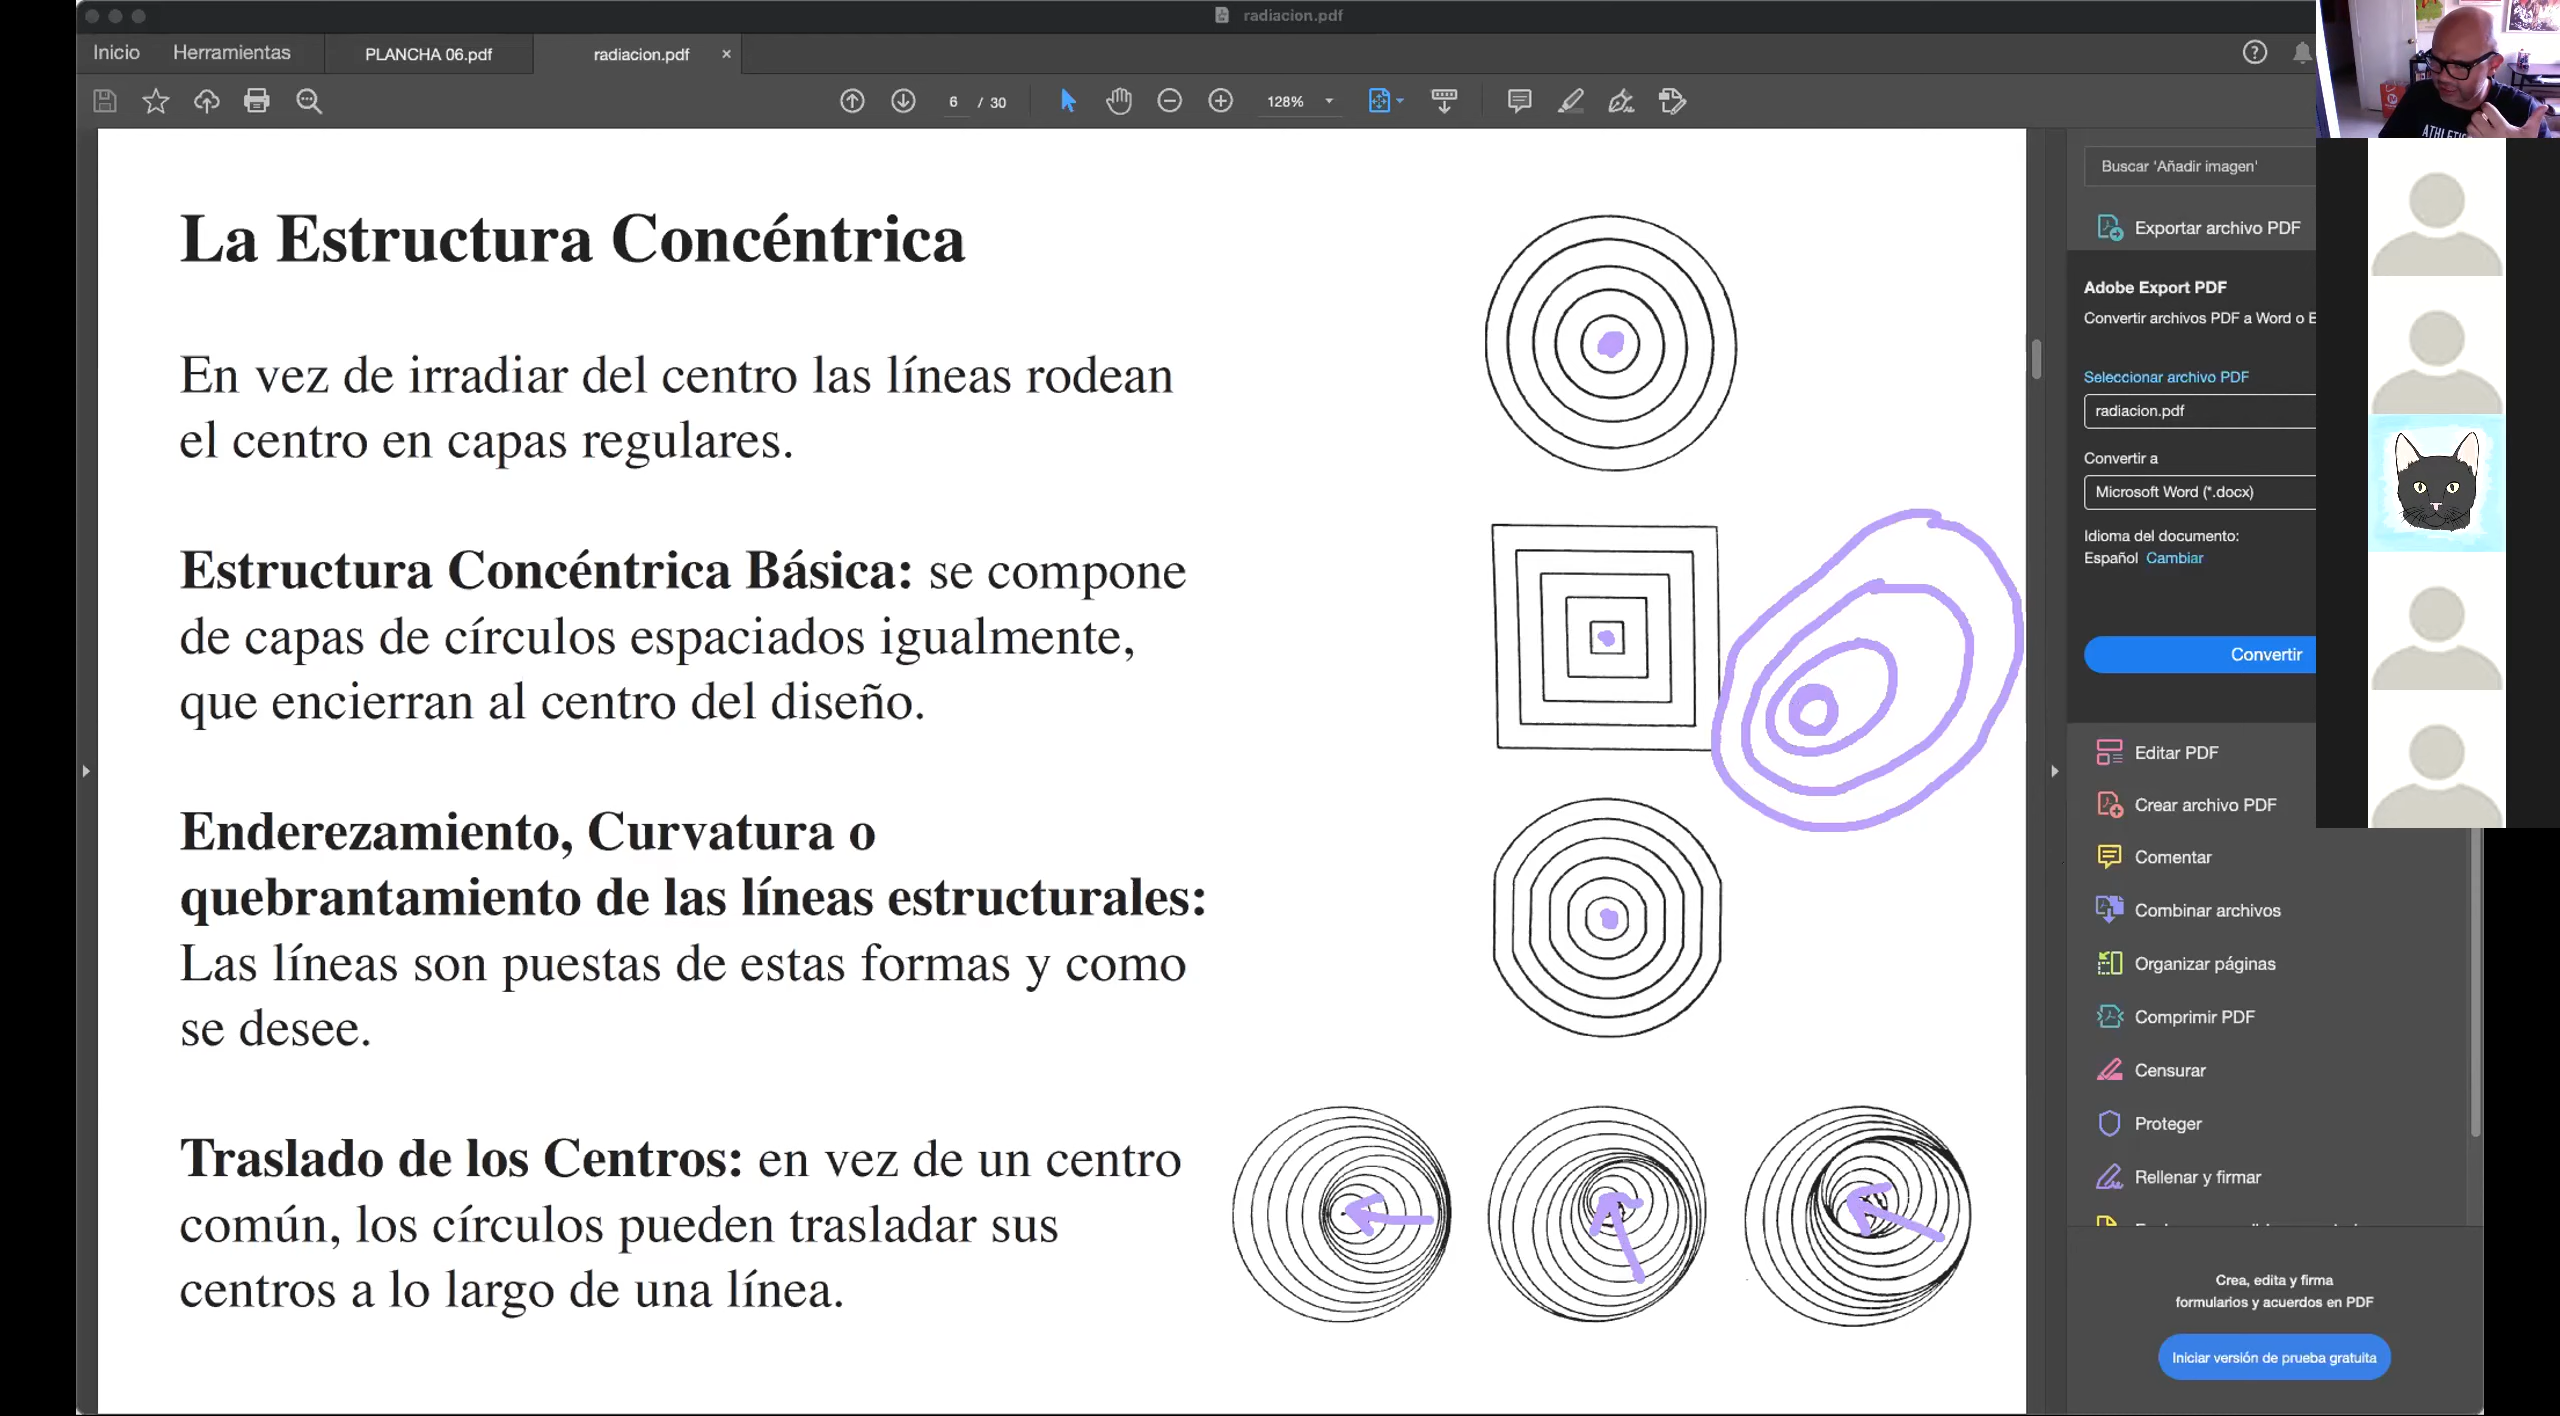 radiacion.pdf
Inicio
Herramientas
PLANCHA 06.pdf
radiacion.pdf
×
6 / 30
128%
La Estructura Concéntrica
En vez de irradiar del centro las líneas rodean
el centro en capas regulares.
Estructura Concéntrica Básica: se compone
de capas de círculos espaciados igualmente,
que encierran al centro del diseño.
Enderezamiento, Curvatura o
quebrantamiento de las líneas estructurales:
Las líneas son puestas de estas formas y como
se desee.
Traslado de los Centros: en vez de un centro
común, los círculos pueden trasladar sus
centros a lo largo de una línea.
Buscar 'Añadir imagen'
Exportar archivo PDF
Adobe Export PDF
Convertir archivos PDF a Word o E
Seleccionar archivo PDF
radiacion.pdf
Convertir a
Microsoft Word (*.docx)
Idioma del documento:
Español Cambiar
Convertir
Editar PDF
Crear archivo PDF
Comentar
Combinar archivos
Organizar páginas
Comprimir PDF
Censurar
Proteger
Rellenar y firmar
Crea, edita y firma
formularios y acuerdos en PDF
Iniciar versión de prueba gratuita